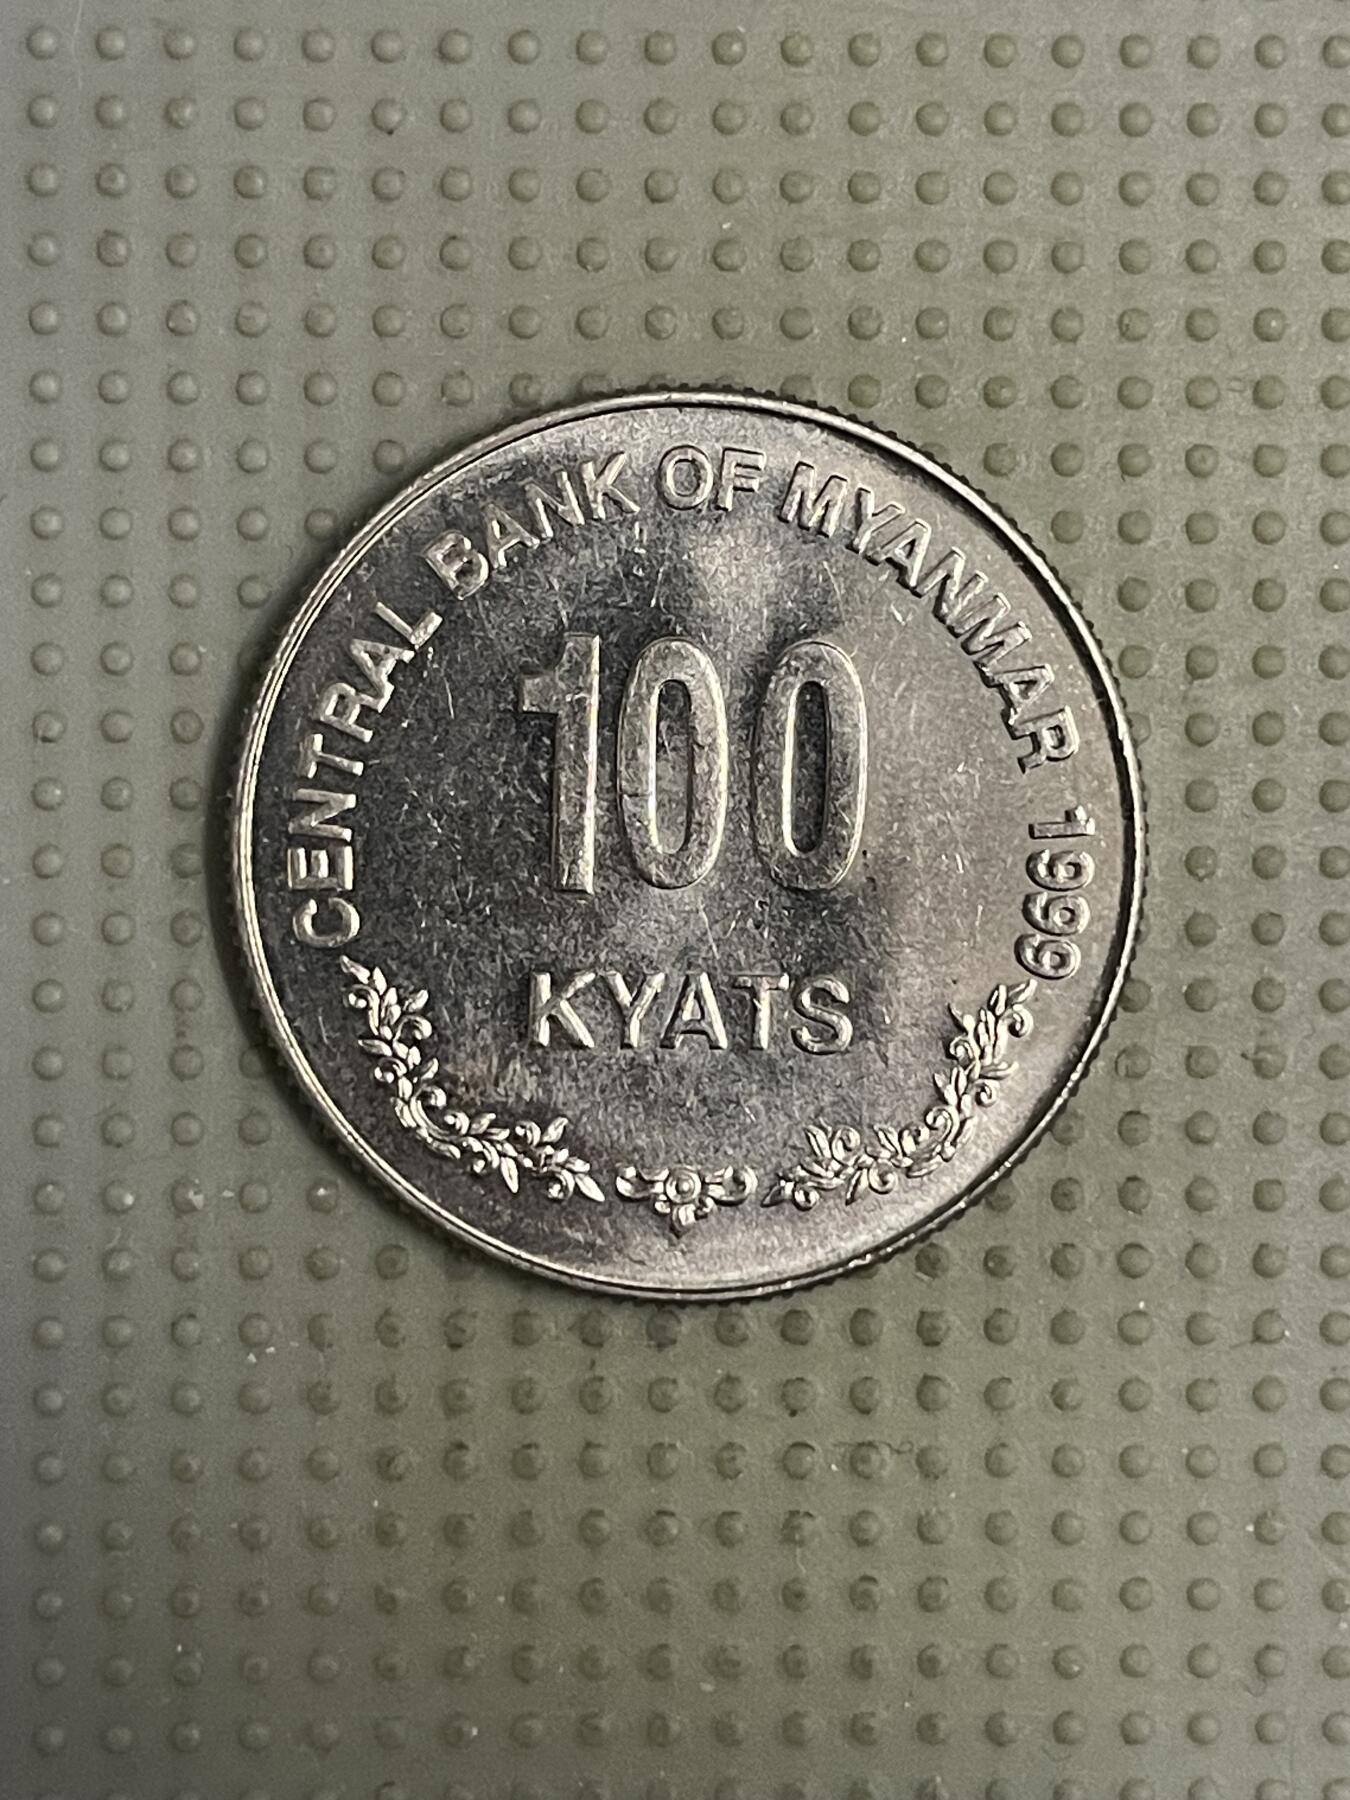 CENTRAL BANK OF MYANMAR 1999
100
KYATS